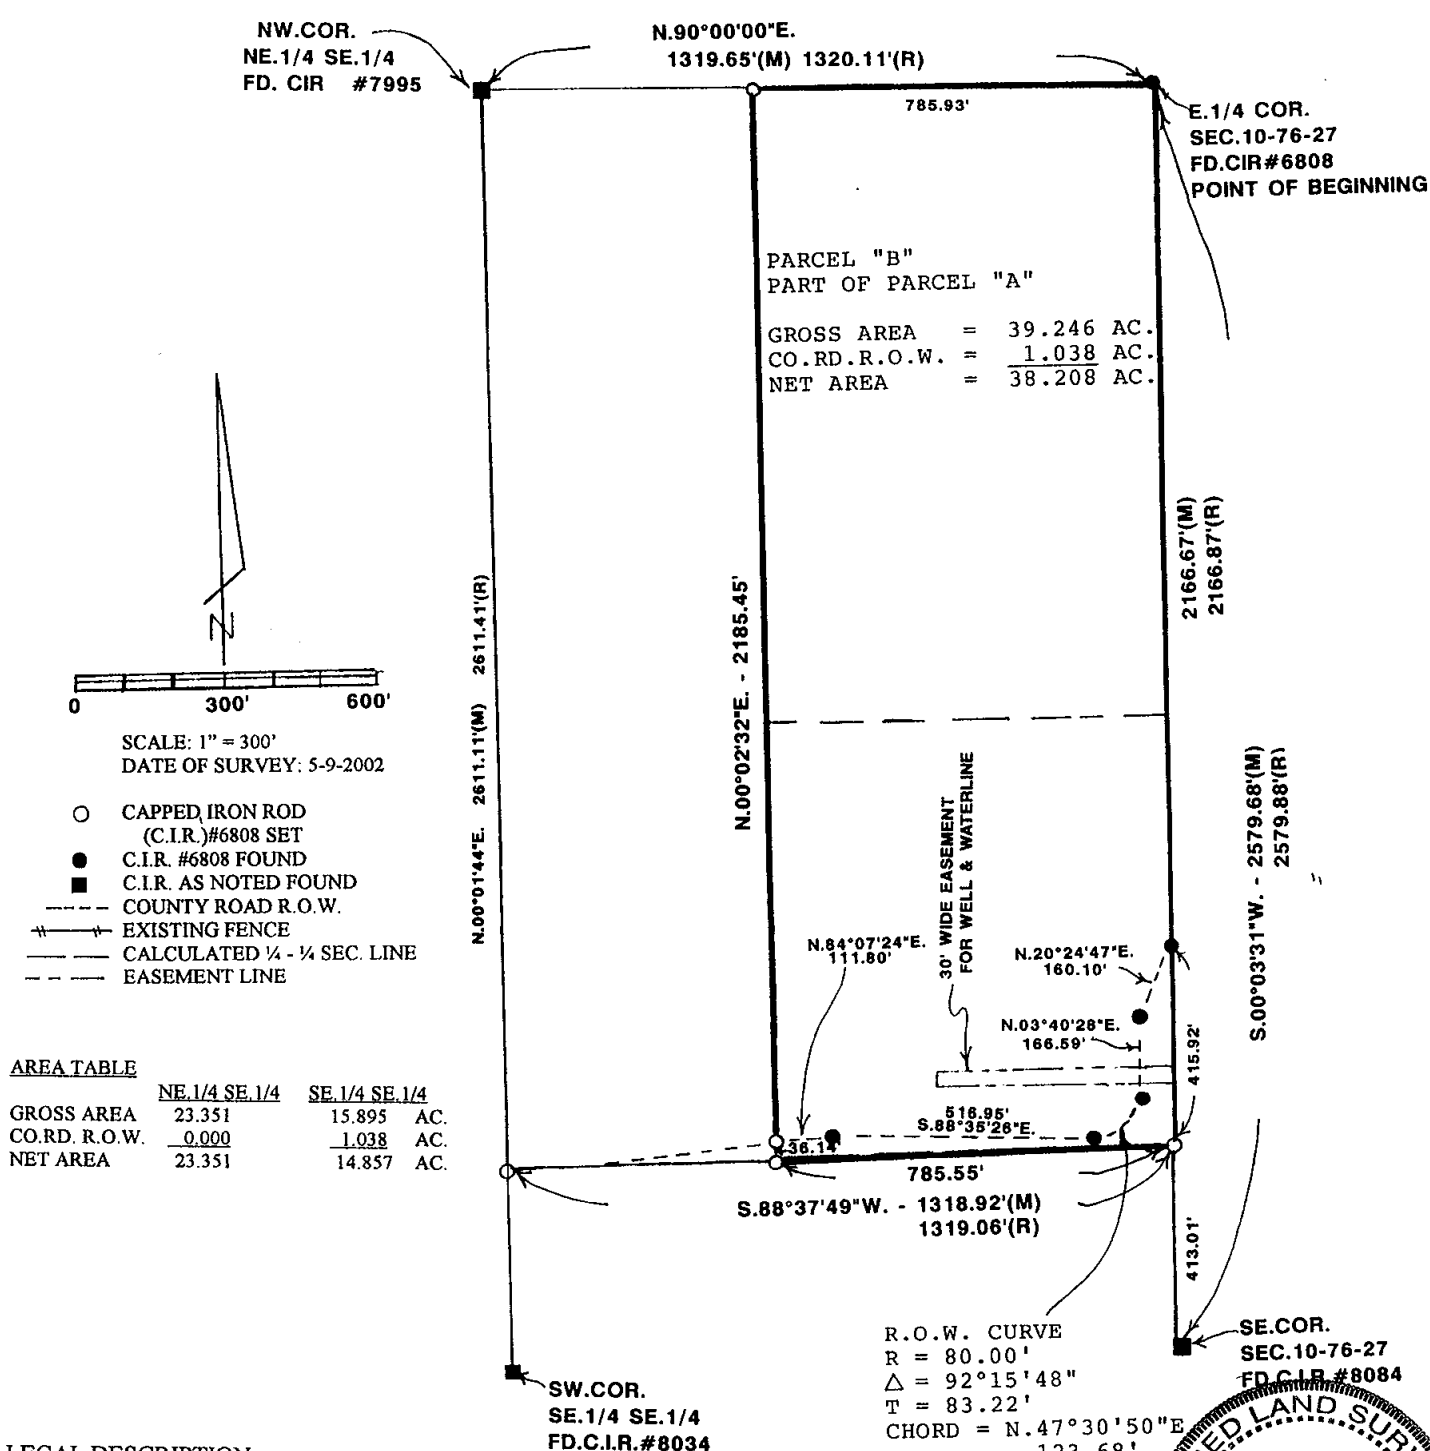 NW.COR.
NE.1/4 SE.1/4
FD. CIR #7995
N.90°00'00"E.
1319.65'(M) 1320.11'(R)
785.93'
E.1/4 COR.
SEC.10-76-27
FD.CIR#6808
POINT OF BEGINNING
PARCEL "B"
PART OF PARCEL "A"
GROSS AREA = 39.246 AC.
CO.RD.R.O.W. = 1.038 AC.
NET AREA = 38.208 AC.
N
0 300' 600'
SCALE: 1" = 300'
DATE OF SURVEY: 5-9-2002
CAPPED IRON ROD
(C.I.R.)#6808 SET
C.I.R. #6808 FOUND
C.I.R. AS NOTED FOUND
COUNTY ROAD R.O.W.
EXISTING FENCE
CALCULATED ¼ - ¼ SEC. LINE
EASEMENT LINE
N.00°01'44"E. 2611.11'(M) 2611.41'(R)
N.00°02'32"E. - 2185.45'
2166.67'(M)
2166.87'(R)
S.00°03'31"W. - 2579.68'(M)
2579.88'(R)
30' WIDE EASEMENT
FOR WELL & WATERLINE
N.84°07'24"E.
111.80'
N.20°24'47"E.
160.10'
N.03°40'28"E.
166.59'
415.92'
516.95'
S.88°35'26"E.
36.14'
785.55'
S.88°37'49"W. - 1318.92'(M)
1319.06'(R)
413.01'
AREA TABLE
NE.1/4 SE.1/4 SE.1/4 SE.1/4
GROSS AREA 23.351 15.895 AC.
CO.RD. R.O.W. 0.000 1.038 AC.
NET AREA 23.351 14.857 AC.
R.O.W. CURVE
R = 80.00'
△ = 92°15'48"
T = 83.22'
CHORD = N.47°30'50"E
SE.COR.
SEC.10-76-27
FD.C.I.R.#8084
SW.COR.
SE.1/4 SE.1/4
FD.C.I.R.#8034
LAND